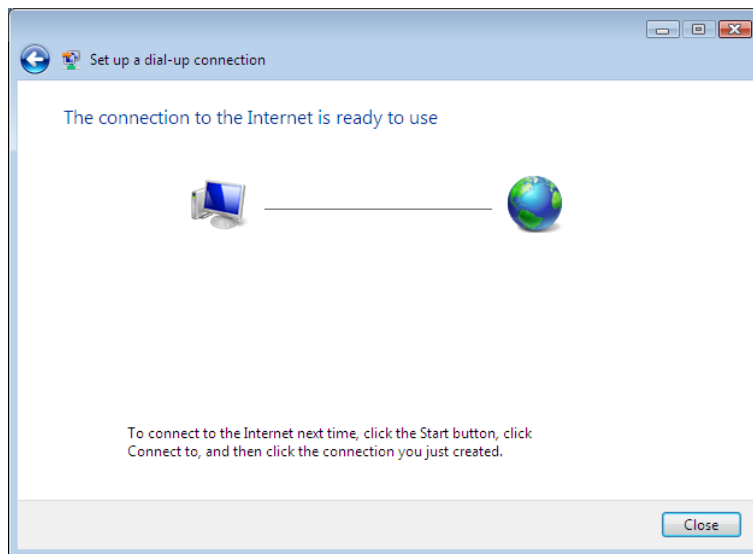 Set up a dial-up connection
The connection to the Internet is ready to use
To connect to the Internet next time, click the Start button, click
Connect to, and then click the connection you just created.
Close